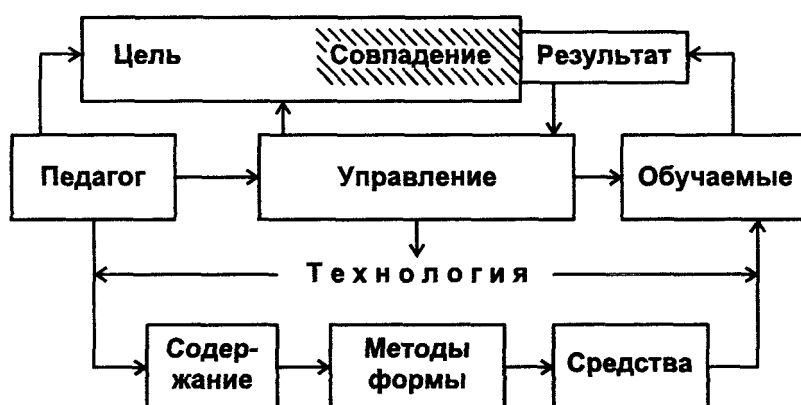 Цель Совпадение Результат
Педагог Управление Обучаемые
Технология
Содер-
жание
Методы
формы
Средства